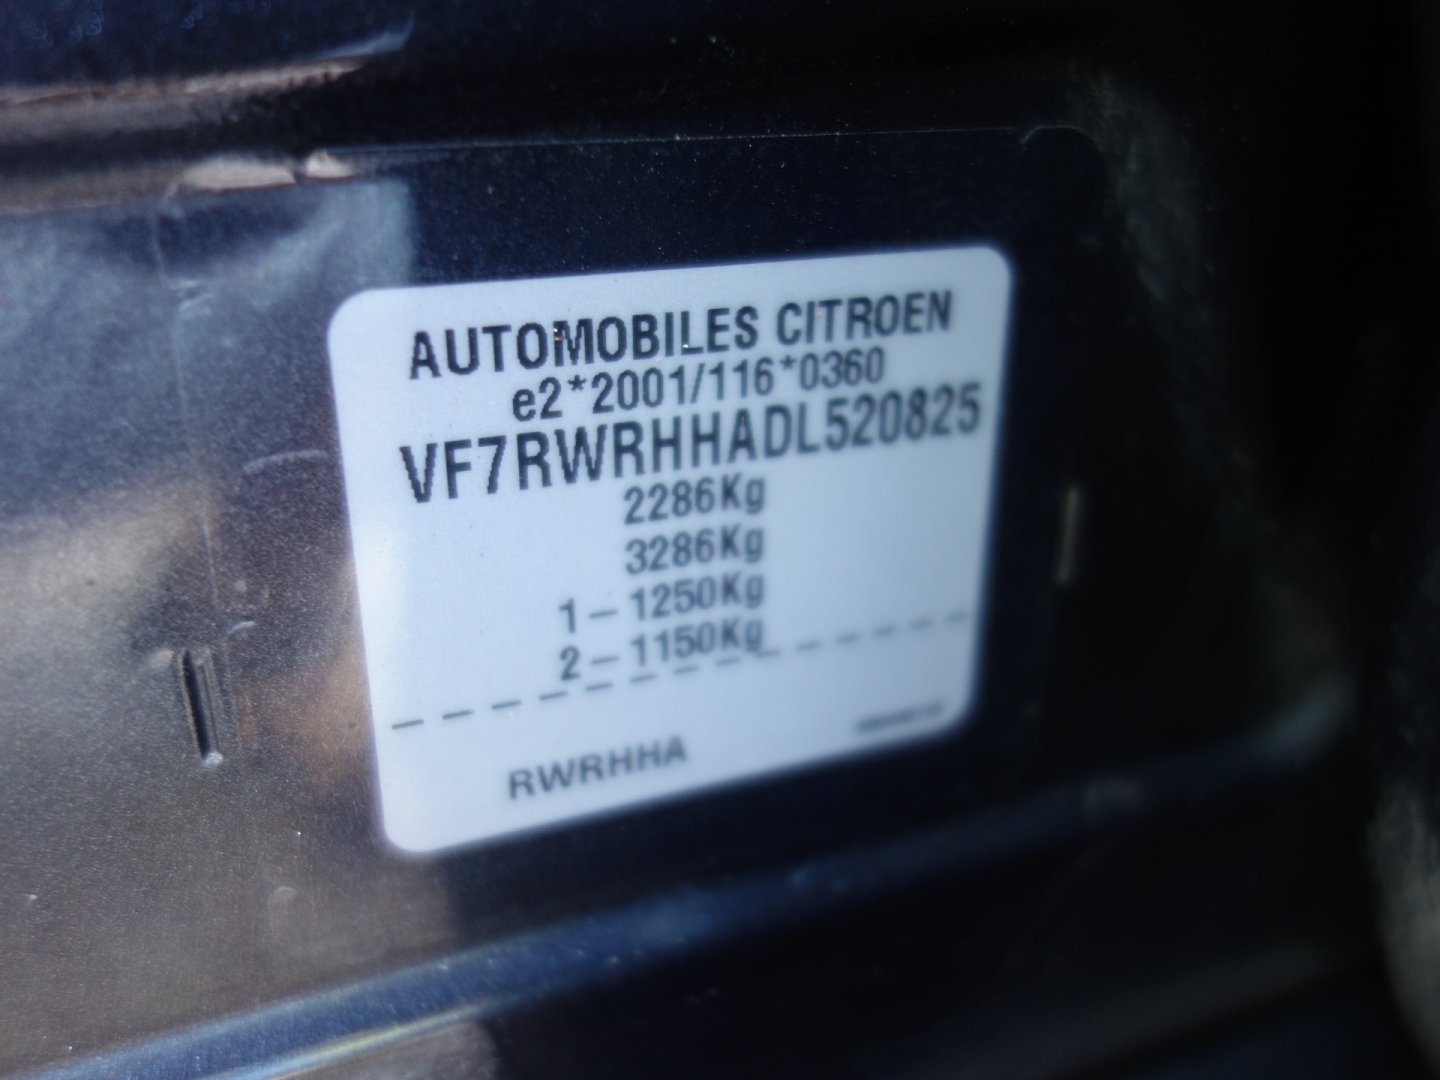 AUTOMOBILES CITROEN
e2*2001/116*0360
VF7RWRHHADL520825
2286Kg
3286Kg
1 – 1250Kg
2 – 1150Kg
RWRHHA